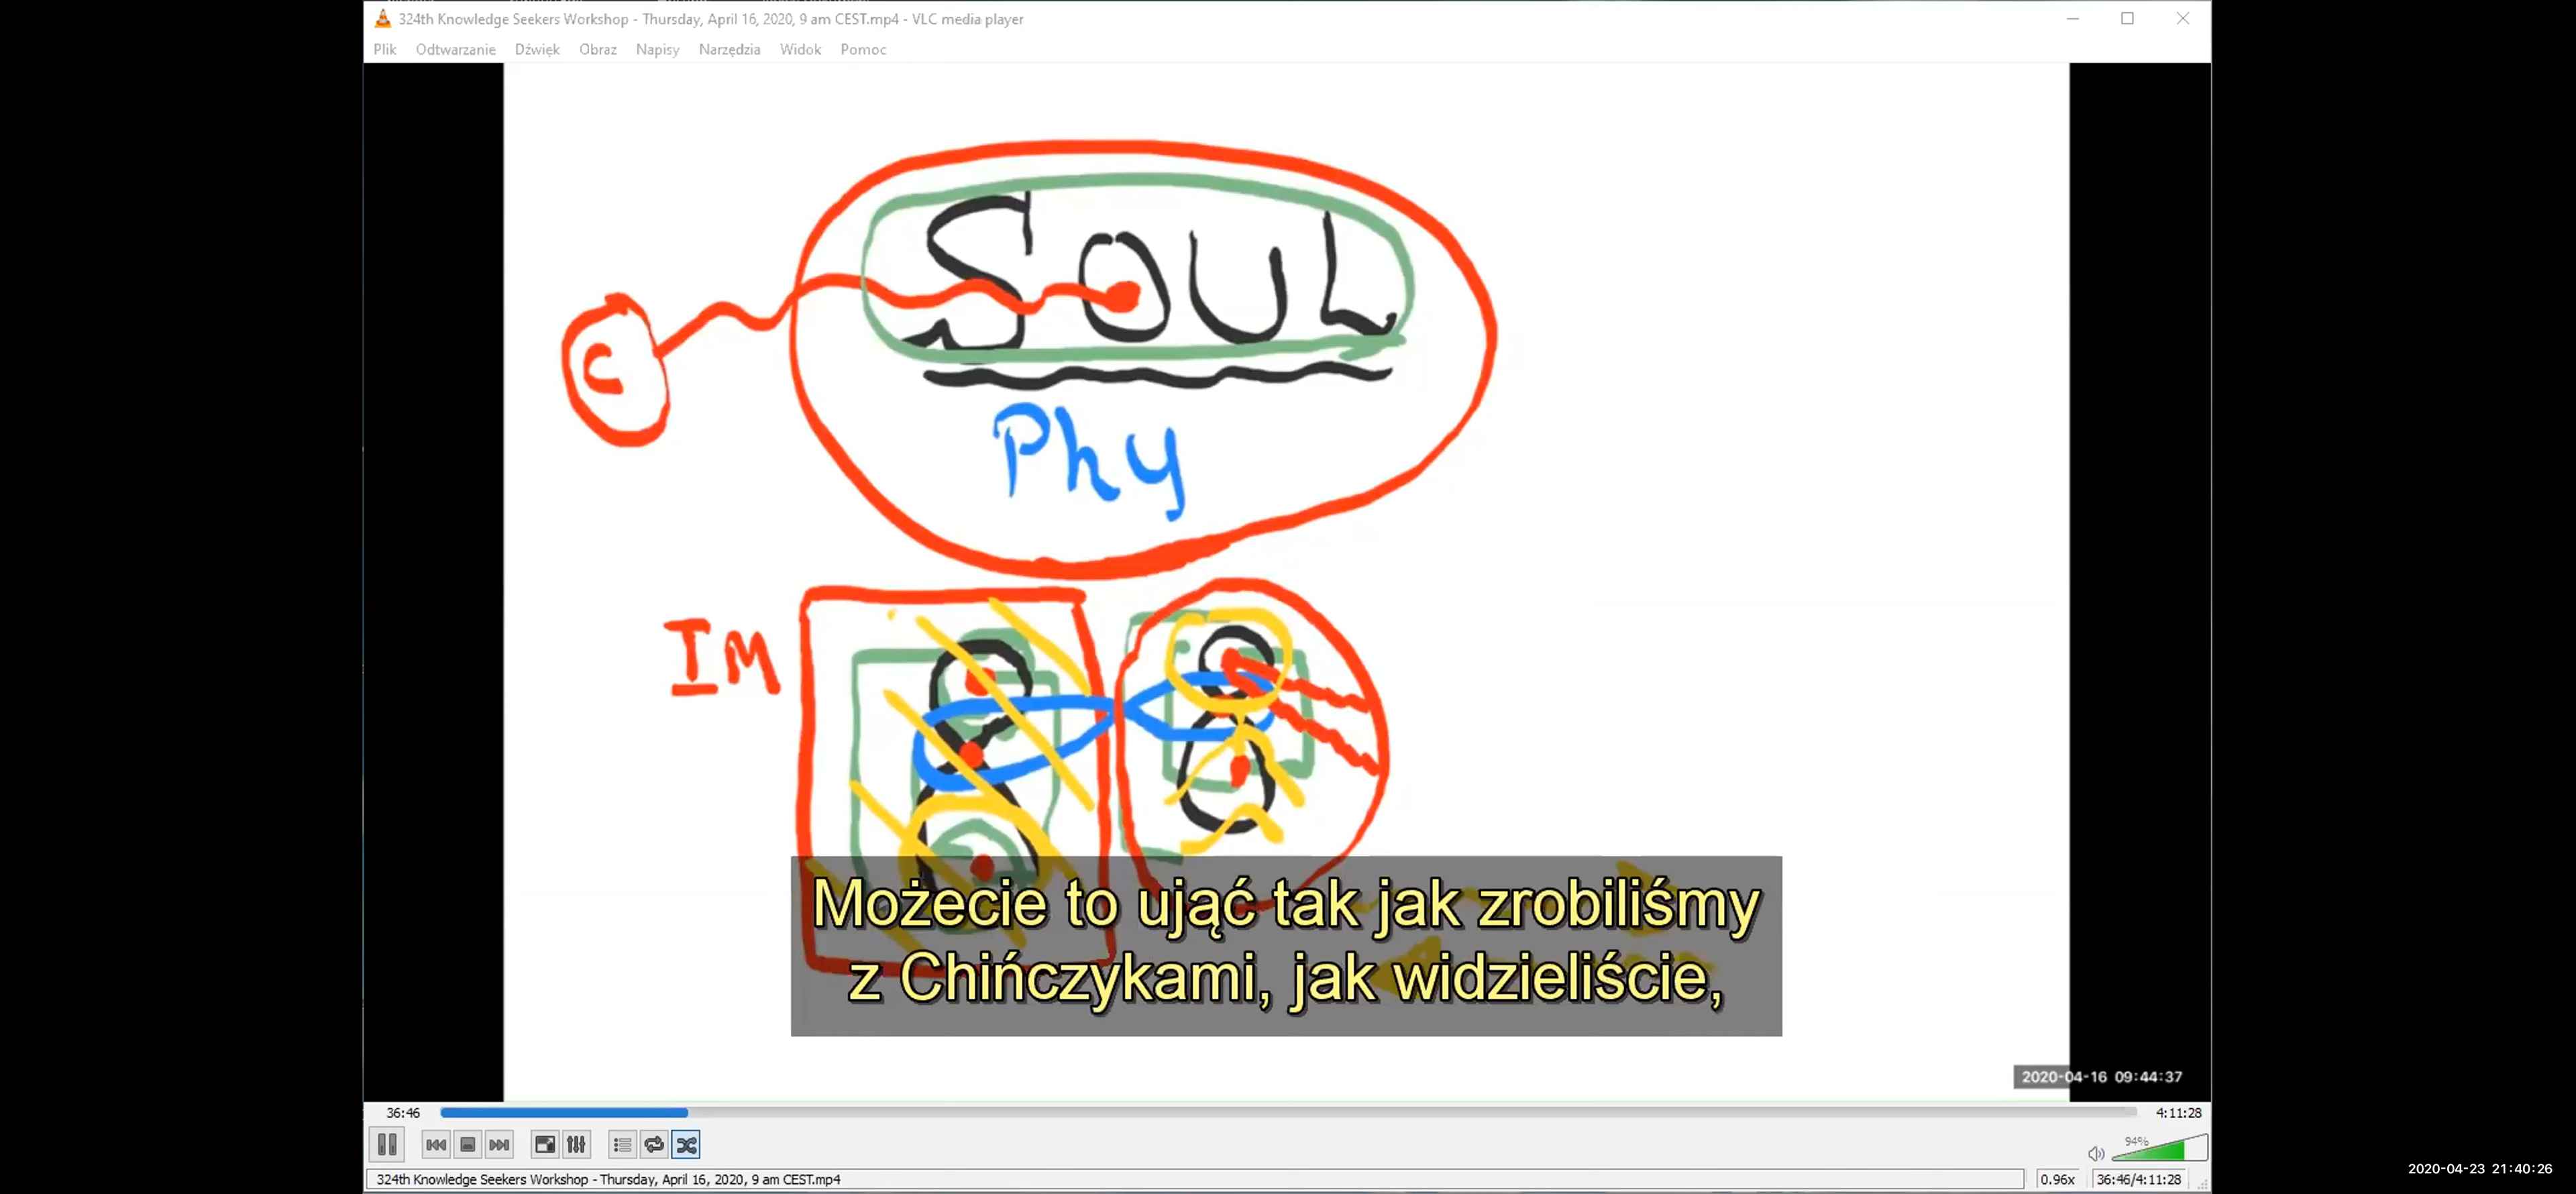 324th Knowledge Seekers Workshop - Thursday, April 16, 2020, 9 am CEST.mp4 - VLC media player
Plik Odtwarzanie Dźwięk Obraz Napisy Narzędzia Widok Pomoc
SOUL
C
Phy
IM
Możecie to ująć tak jak zrobiliśmy
z Chińczykami, jak widzieliście,
2020-04-16 09:44:37
36:46 4:11:28
94%
324th Knowledge Seekers Workshop - Thursday, April 16, 2020, 9 am CEST.mp4 0.96x 36:46/4:11:28
2020-04-23 21:40:26